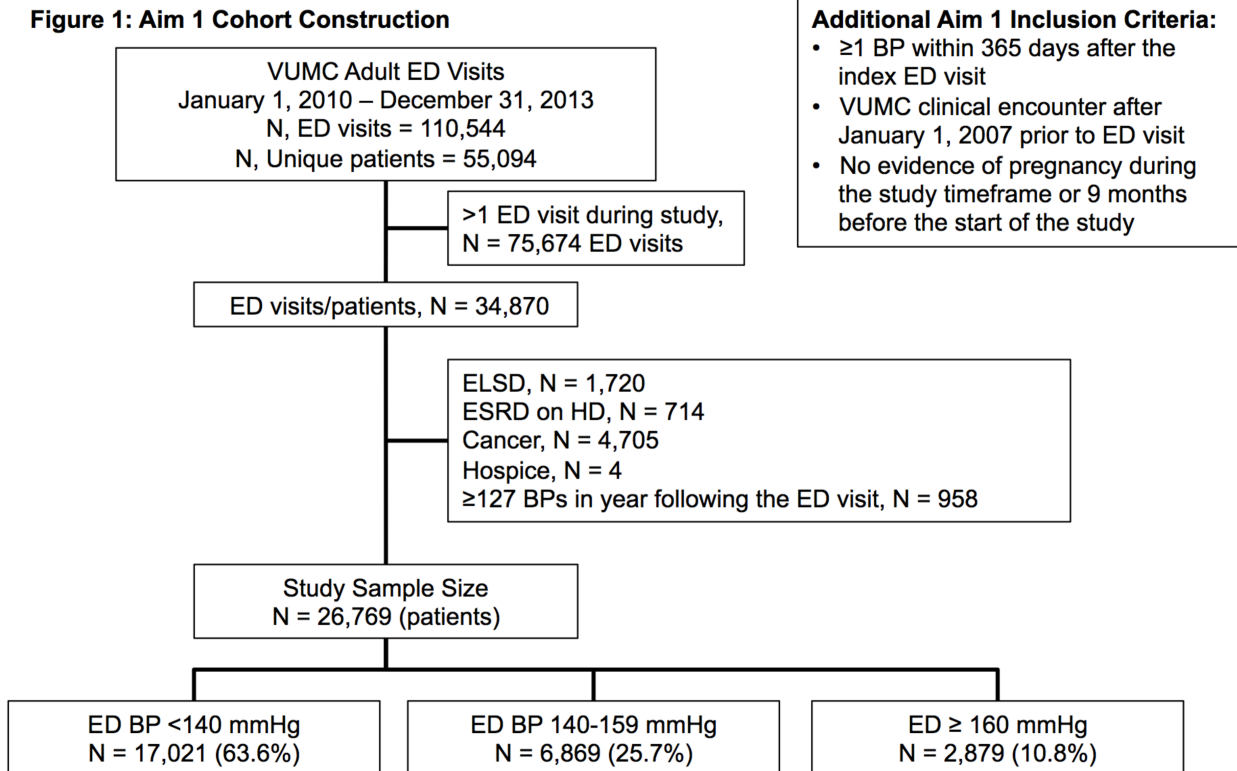 Figure 1: Aim 1 Cohort Construction
VUMC Adult ED Visits
January 1, 2010 – December 31, 2013
N, ED visits = 110,544
N, Unique patients = 55,094
Additional Aim 1 Inclusion Criteria:
• ≥1 BP within 365 days after the
index ED visit
• VUMC clinical encounter after
January 1, 2007 prior to ED visit
• No evidence of pregnancy during
the study timeframe or 9 months
before the start of the study
>1 ED visit during study,
N = 75,674 ED visits
ED visits/patients, N = 34,870
ELSD, N = 1,720
ESRD on HD, N = 714
Cancer, N = 4,705
Hospice, N = 4
≥127 BPs in year following the ED visit, N = 958
Study Sample Size
N = 26,769 (patients)
ED BP <140 mmHg
N = 17,021 (63.6%)
ED BP 140-159 mmHg
N = 6,869 (25.7%)
ED ≥ 160 mmHg
N = 2,879 (10.8%)